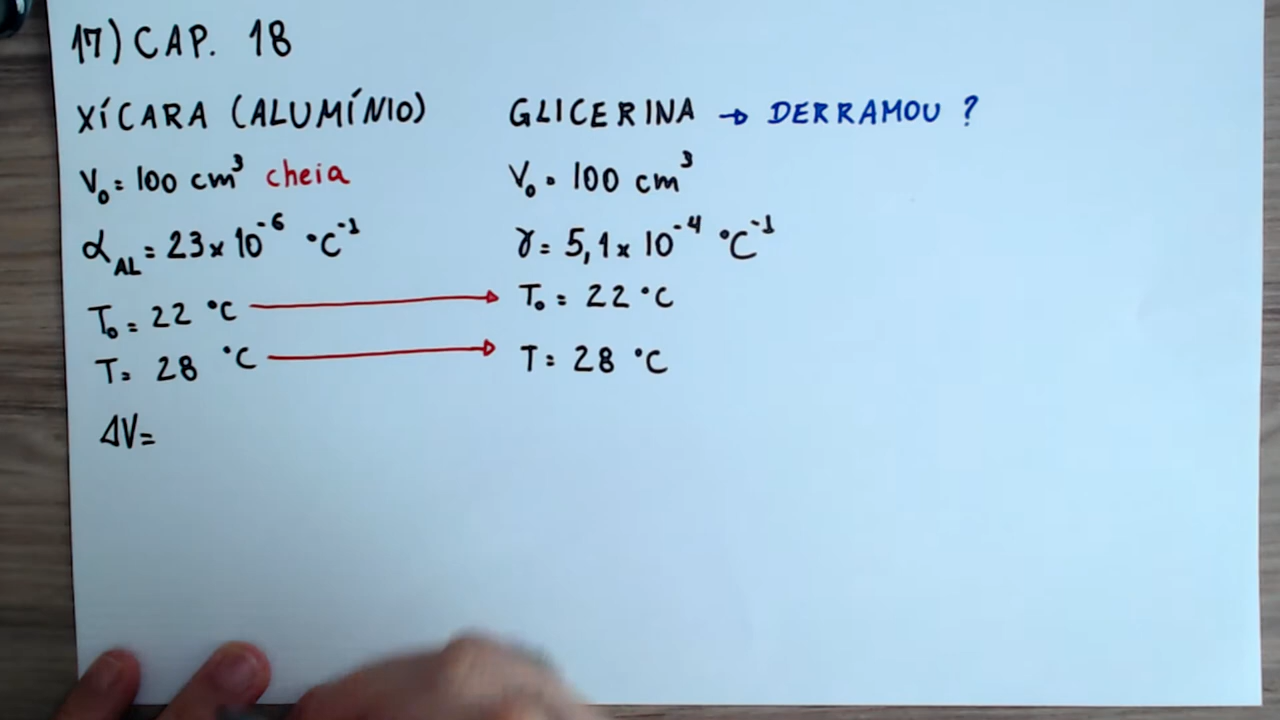 17) CAP. 18
XÍCARA (ALUMÍNIO)
V₀ = 100 cm³ cheia
α_AL = 23 x 10⁻⁶ °C⁻¹
T₀ = 22 °C
T = 28 °C
ΔV =
GLICERINA → DERRAMOU ?
V₀ = 100 cm³
γ = 5,1 x 10⁻⁴ °C⁻¹
T₀ = 22 °C
T = 28 °C